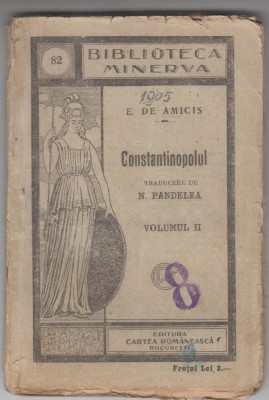 82
BIBLIOTECA
MINERVA
1905
E. DE AMICIS
Constantinopolul
TRADUCERE DE
N. PANDELEA
VOLUMUL II
8
EDITURA
CARTEA ROMÂNEASCĂ
BUCUREȘTI
Prețul Lei 3.—